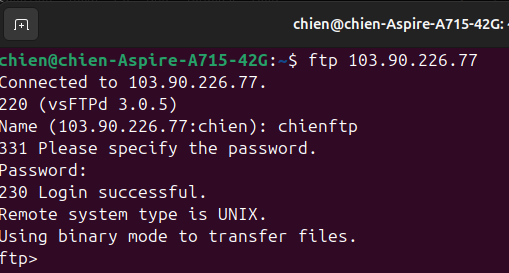 chien@chien-Aspire-A715-42G:
chien@chien-Aspire-A715-42G:~$ ftp 103.90.226.77
Connected to 103.90.226.77.
220 (vsFTPd 3.0.5)
Name (103.90.226.77:chien): chienftp
331 Please specify the password.
Password:
230 Login successful.
Remote system type is UNIX.
Using binary mode to transfer files.
ftp>